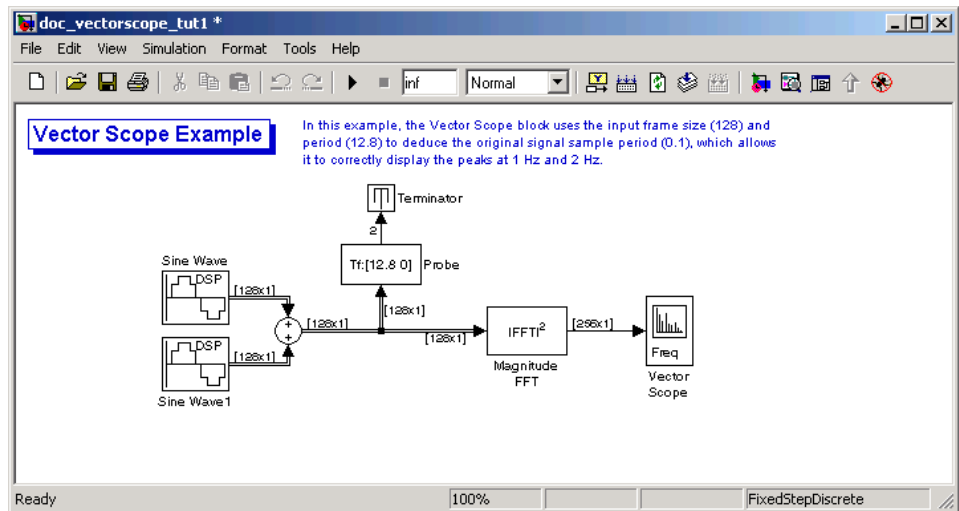 doc_vectorscope_tut1 *
File Edit View Simulation Format Tools Help
inf Normal
Vector Scope Example
In this example, the Vector Scope block uses the input frame size (128) and
period (12.8) to deduce the original signal sample period (0.1), which allows
it to correctly display the peaks at 1 Hz and 2 Hz.
Terminator
2
Tf:[12.8 0] Probe
Sine Wave
DSP
[128x1]
[128x1]
[128x1]
[128x1]
|FFT|2
[256x1]
Freq
Magnitude
FFT
Vector
Scope
DSP
[128x1]
Sine Wave1
Ready 100% FixedStepDiscrete